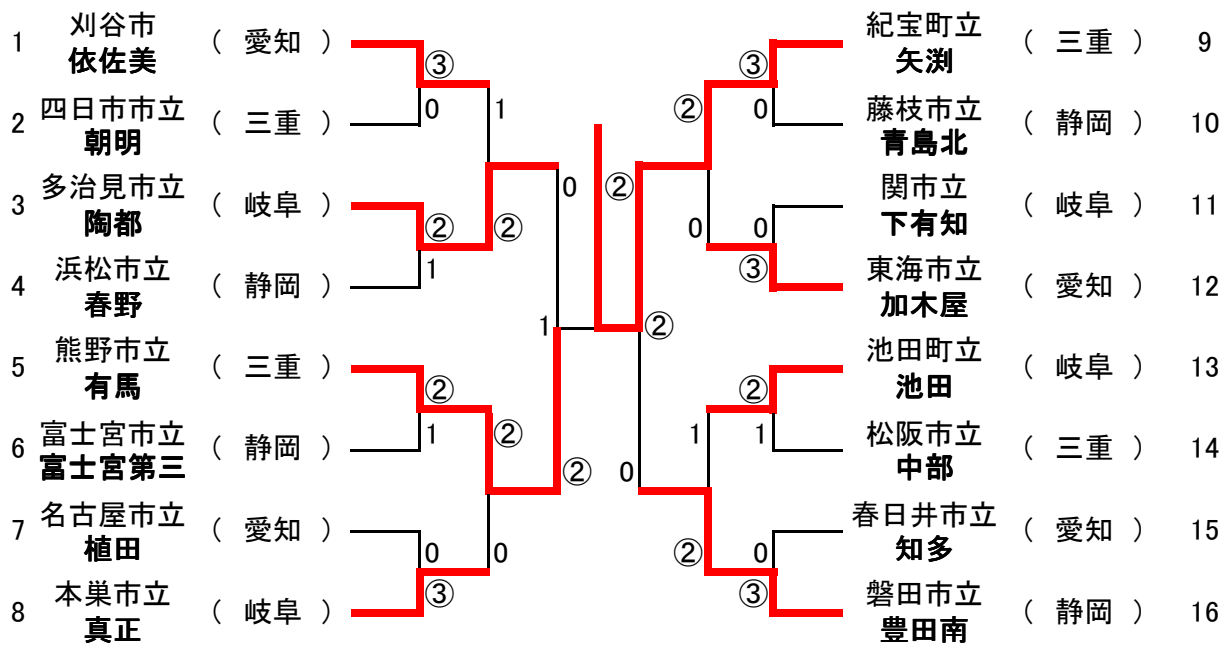 1 刈谷市 ( 愛知 )
依佐美
③
0
1
2 四日市市立 ( 三重 )
朝明
3 多治見市立 ( 岐阜 )
陶都
②
②
1
4 浜松市立 ( 静岡 )
春野
0
1
5 熊野市立 ( 三重 )
有馬
②
1
②
6 富士宮市立 ( 静岡 )
富士宮第三
②
7 名古屋市立 ( 愛知 )
植田
0
0
8 本巣市立 ( 岐阜 )
真正
③
②
②
紀宝町立 ( 三重 ) 9
矢渕
③
②
0
藤枝市立 ( 静岡 ) 10
青島北
関市立 ( 岐阜 ) 11
下有知
0
0
東海市立 ( 愛知 ) 12
加木屋
③
池田町立 ( 岐阜 ) 13
池田
②
1
1
松阪市立 ( 三重 ) 14
中部
0
春日井市立 ( 愛知 ) 15
知多
②
0
磐田市立 ( 静岡 ) 16
豊田南
③